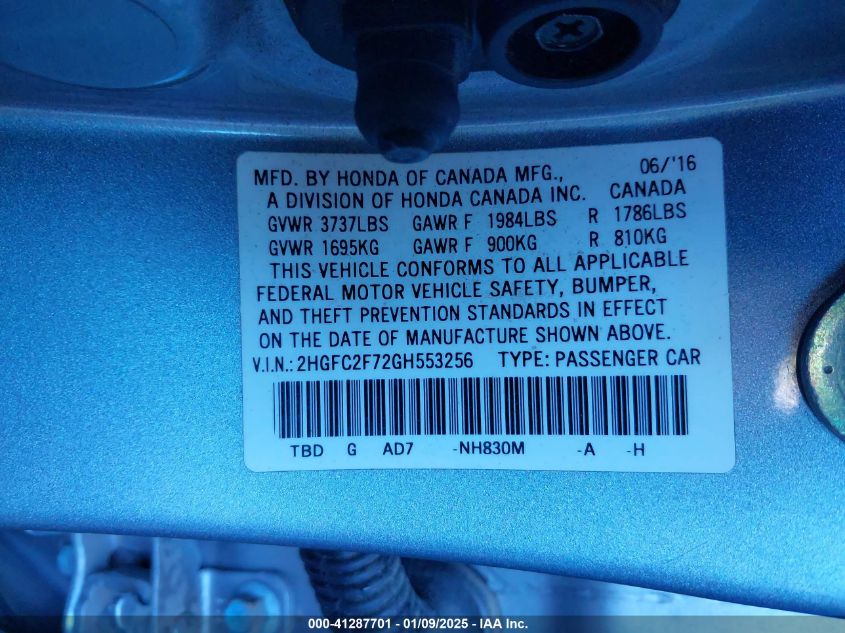 MFD. BY HONDA OF CANADA MFG., 06/'16
A DIVISION OF HONDA CANADA INC. CANADA
GVWR 3737LBS GAWR F 1984LBS R 1786LBS
GVWR 1695KG GAWR F 900KG R 810KG
THIS VEHICLE CONFORMS TO ALL APPLICABLE
FEDERAL MOTOR VEHICLE SAFETY, BUMPER,
AND THEFT PREVENTION STANDARDS IN EFFECT
ON THE DATE OF MANUFACTURE SHOWN ABOVE.
V.I.N.: 2HGFC2F72GH553256 TYPE: PASSENGER CAR
TBD G AD7 -NH830M -A -H
000-41287701 - 01/09/2025 - IAA Inc.